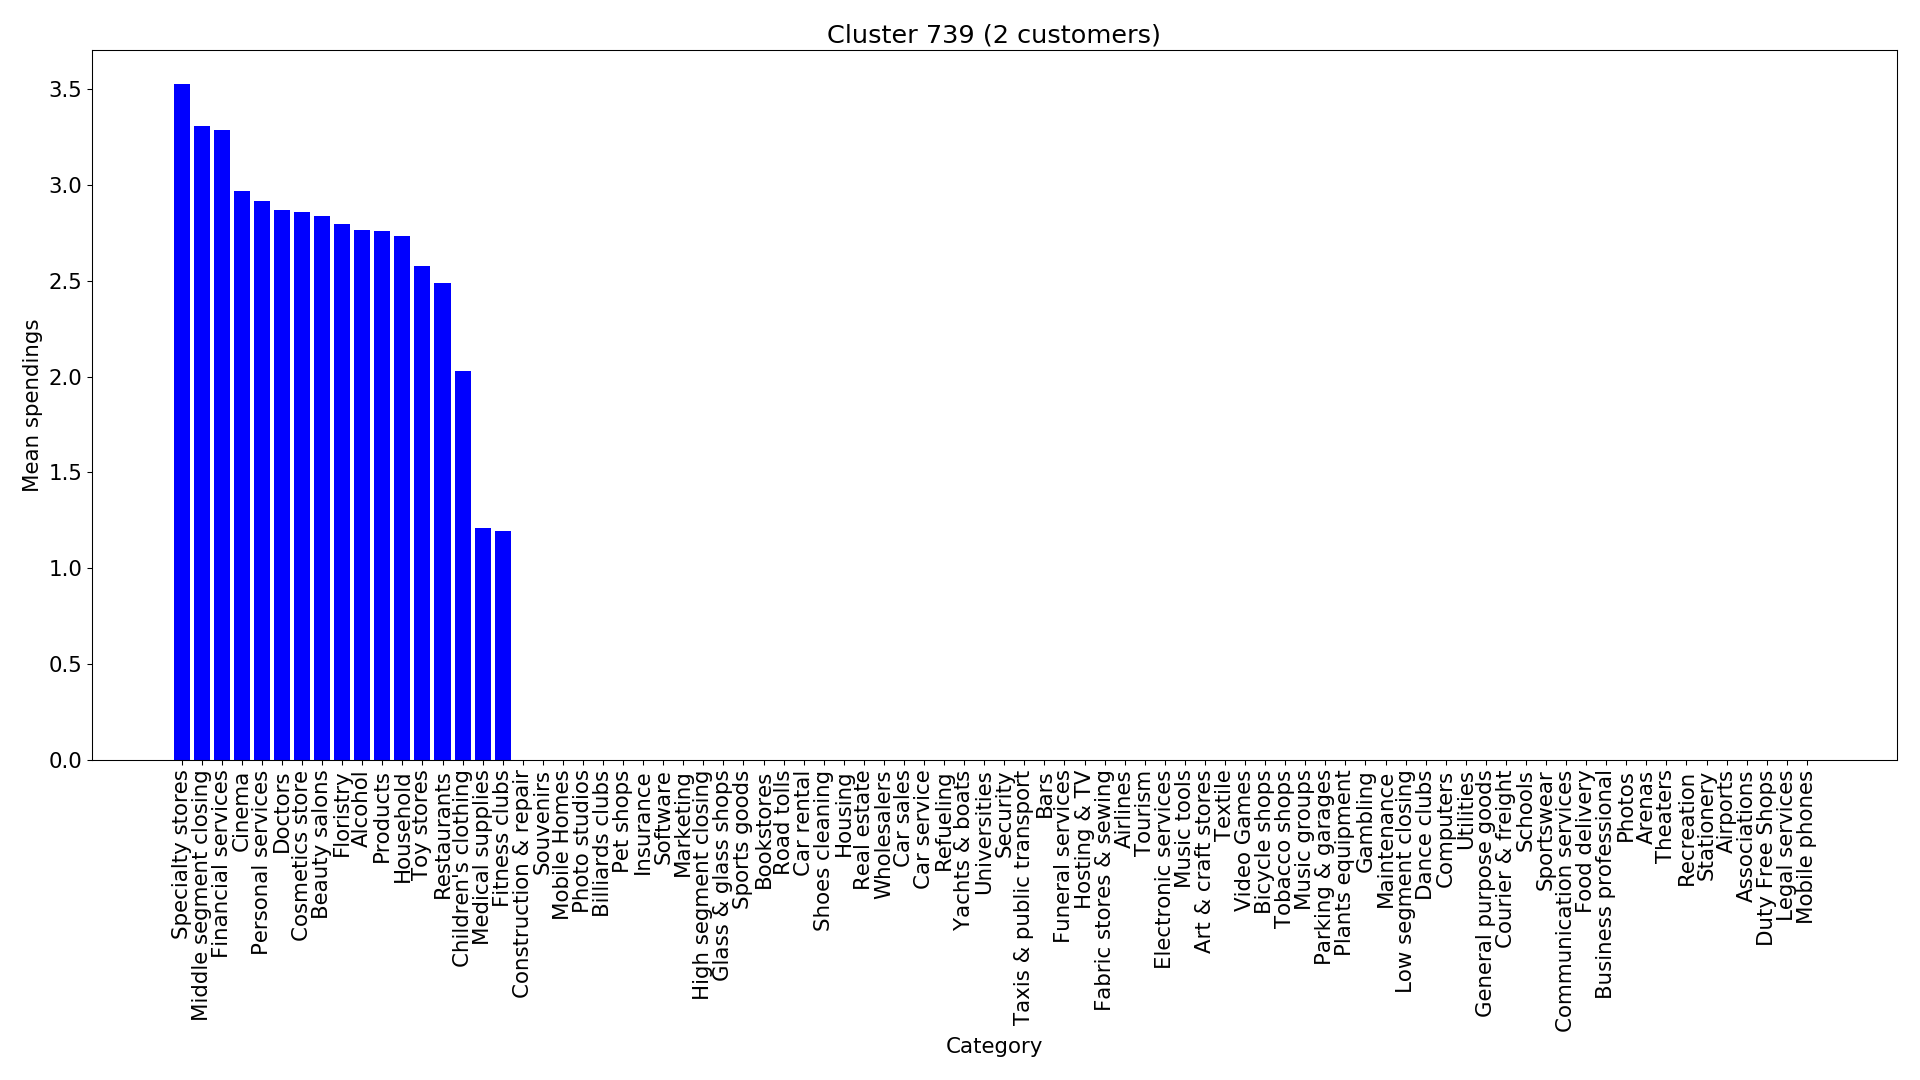 Cluster 739 (2 customers)
3.5
3.0
2.5
2.0
1.5
1.0
0.5
0.0
Mean spendings
Specialty stores
Middle segment closing
Financial services
Cinema
Personal services
Doctors
Cosmetics store
Beauty salons
Floristry
Alcohol
Products
Household
Toy stores
Restaurants
Children's clothing
Medical supplies
Fitness clubs
Construction & repair
Souvenirs
Mobile Homes
Photo studios
Billiards clubs
Pet shops
Insurance
Software
Marketing
High segment closing
Glass & glass shops
Sports goods
Bookstores
Road tolls
Car rental
Shoes cleaning
Housing
Real estate
Wholesalers
Car sales
Car service
Refueling
Yachts & boats
Universities
Security
Taxis & public transport
Bars
Funeral services
Hosting & TV
Fabric stores & sewing
Airlines
Tourism
Electronic services
Music tools
Art & craft stores
Textile
Video Games
Bicycle shops
Tobacco shops
Music groups
Parking & garages
Plants equipment
Gambling
Maintenance
Low segment closing
Dance clubs
Computers
Utilities
General purpose goods
Courier & freight
Schools
Sportswear
Communication services
Food delivery
Business professional
Photos
Arenas
Theaters
Recreation
Stationery
Airports
Associations
Duty Free Shops
Legal services
Mobile phones
Category